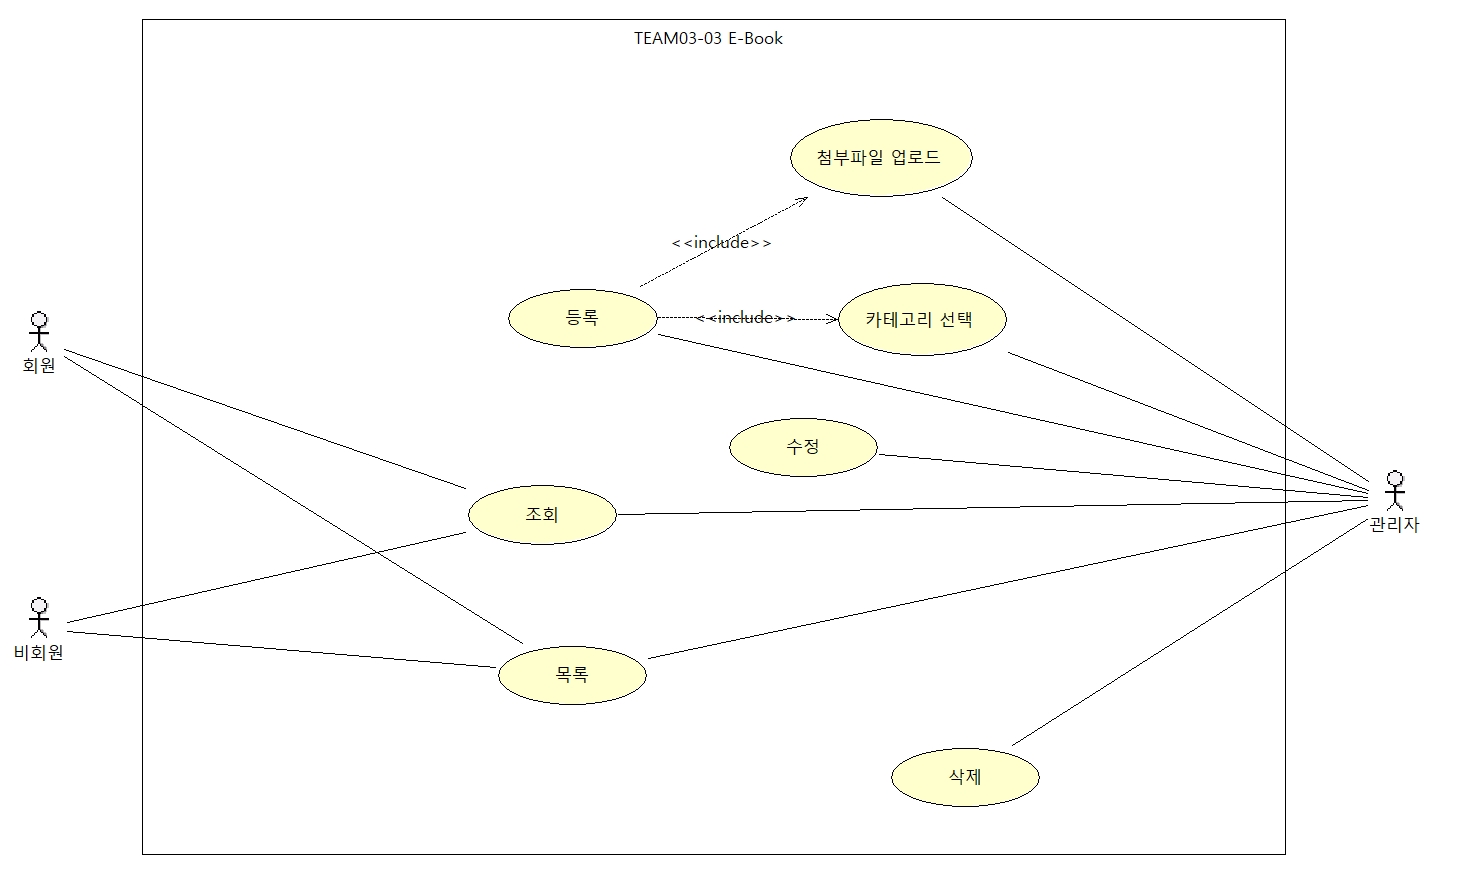 TEAM03-03 E-Book
첨부파일 업로드
<<include>>
등록
<<include>>
카테고리 선택
회원
수정
조회
관리자
비회원
목록
삭제